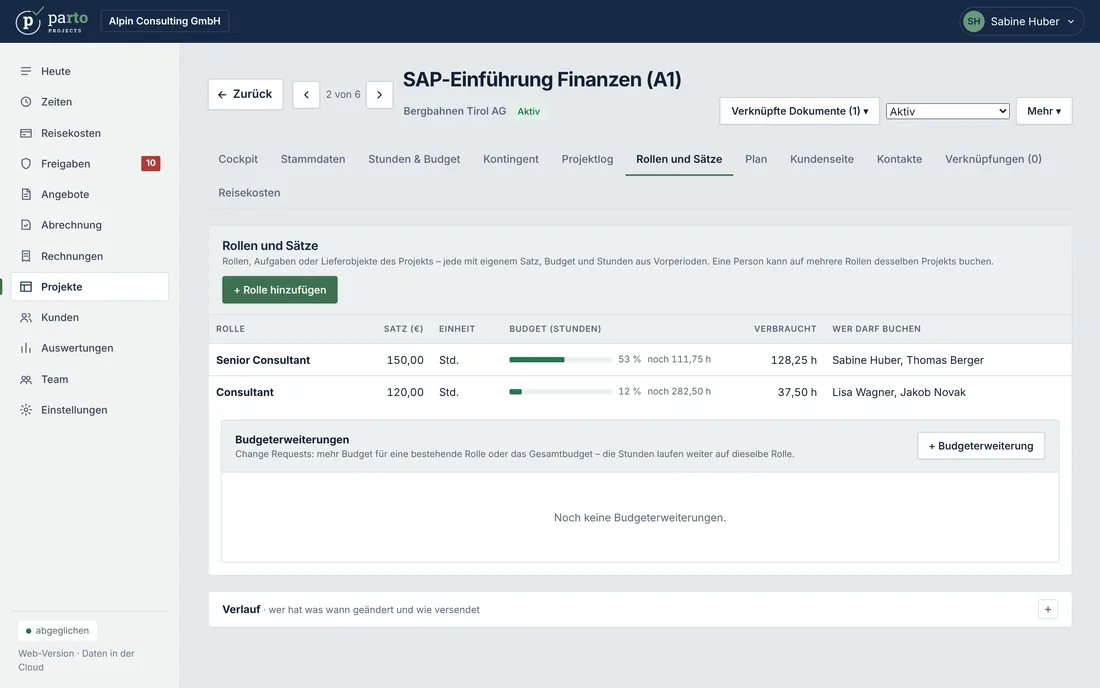 parto
PROJECTS
Alpin Consulting GmbH
SH Sabine Huber
Heute
Zeiten
Reisekosten
Freigaben 10
Angebote
Abrechnung
Rechnungen
Projekte
Kunden
Auswertungen
Team
Einstellungen
abgeglichen
Web-Version · Daten in der
Cloud
← Zurück
2 von 6
SAP-Einführung Finanzen (A1)
Bergbahnen Tirol AG Aktiv
Verknüpfte Dokumente (1) ▾
Aktiv
Mehr ▾
Cockpit Stammdaten Stunden & Budget Kontingent Projektlog Rollen und Sätze Plan Kundenseite Kontakte Verknüpfungen (0)
Reisekosten
Rollen und Sätze
Rollen, Aufgaben oder Lieferobjekte des Projekts – jede mit eigenem Satz, Budget und Stunden aus Vorperioden. Eine Person kann auf mehrere Rollen desselben Projekts buchen.
+ Rolle hinzufügen
ROLLE SATZ (€) EINHEIT BUDGET (STUNDEN) VERBRAUCHT WER DARF BUCHEN
Senior Consultant 150,00 Std. 53 % noch 111,75 h 128,25 h Sabine Huber, Thomas Berger
Consultant 120,00 Std. 12 % noch 282,50 h 37,50 h Lisa Wagner, Jakob Novak
Budgeterweiterungen
Change Requests: mehr Budget für eine bestehende Rolle oder das Gesamtbudget – die Stunden laufen weiter auf dieselbe Rolle.
+ Budgeterweiterung
Noch keine Budgeterweiterungen.
Verlauf · wer hat was wann geändert und wie versendet
+